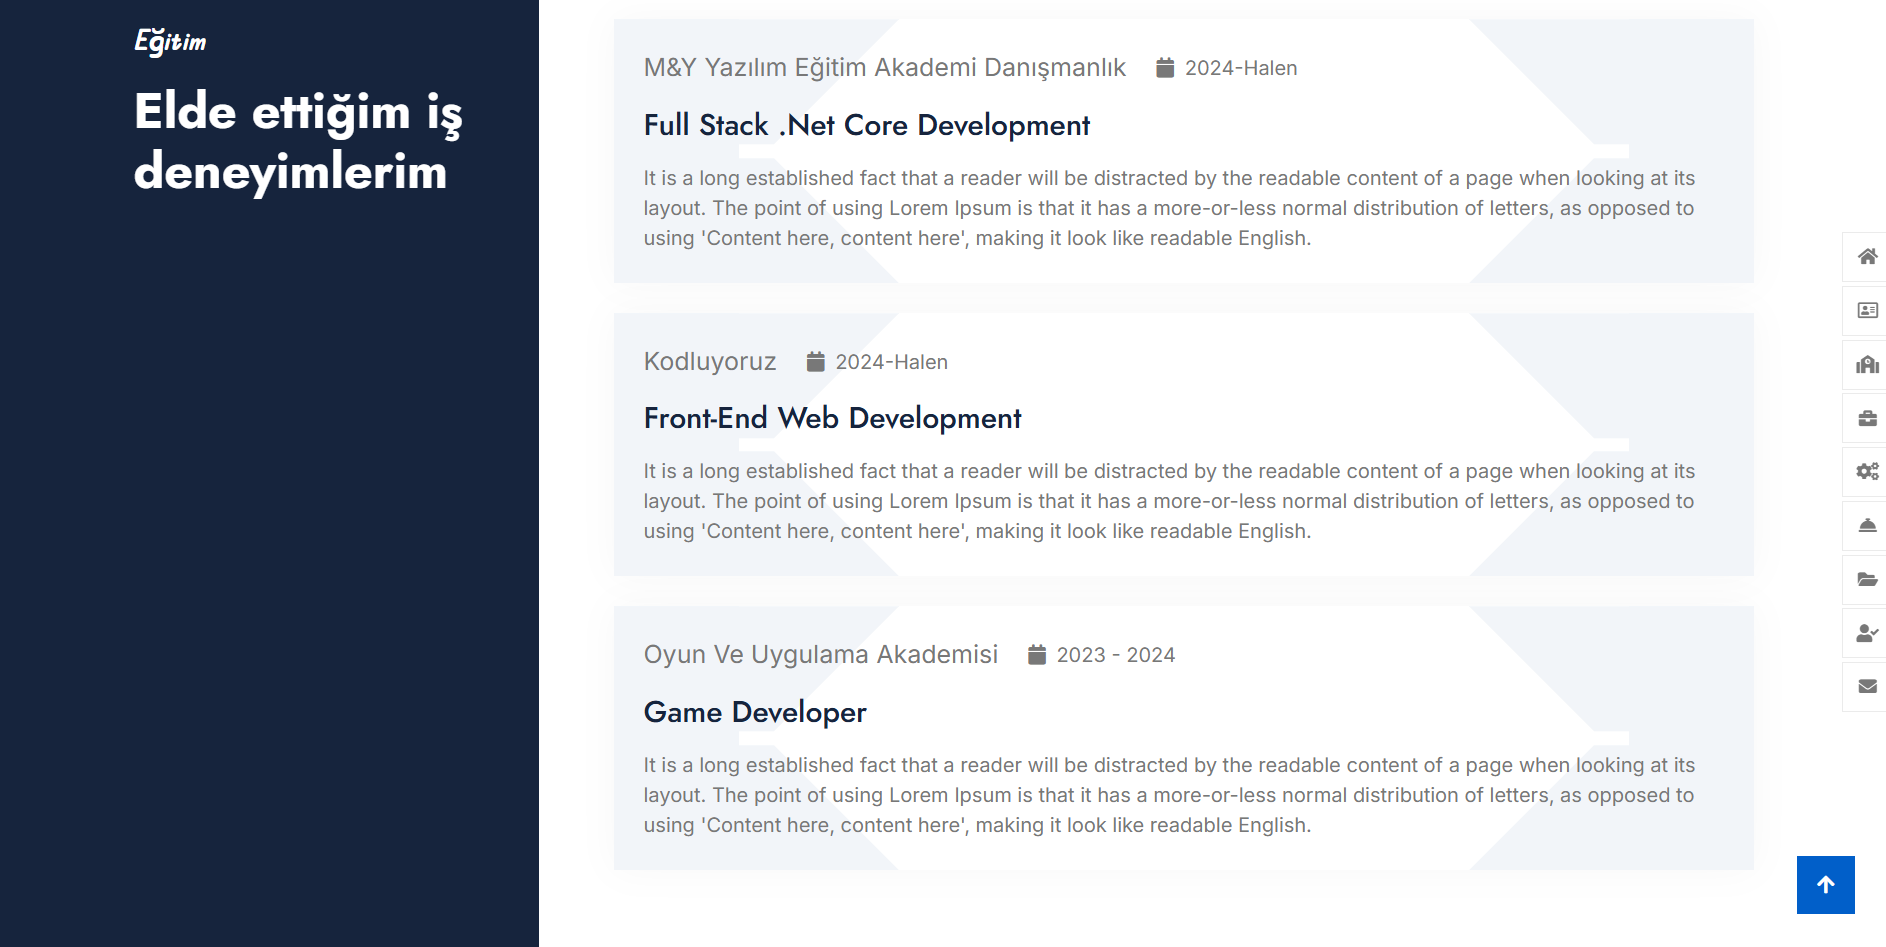 Eğitim
Elde ettiğim iş
deneyimlerim
M&Y Yazılım Eğitim Akademi Danışmanlık 2024-Halen
Full Stack .Net Core Development
It is a long established fact that a reader will be distracted by the readable content of a page when looking at its
layout. The point of using Lorem Ipsum is that it has a more-or-less normal distribution of letters, as opposed to
using 'Content here, content here', making it look like readable English.
Kodluyoruz 2024-Halen
Front-End Web Development
It is a long established fact that a reader will be distracted by the readable content of a page when looking at its
layout. The point of using Lorem Ipsum is that it has a more-or-less normal distribution of letters, as opposed to
using 'Content here, content here', making it look like readable English.
Oyun Ve Uygulama Akademisi 2023 - 2024
Game Developer
It is a long established fact that a reader will be distracted by the readable content of a page when looking at its
layout. The point of using Lorem Ipsum is that it has a more-or-less normal distribution of letters, as opposed to
using 'Content here, content here', making it look like readable English.